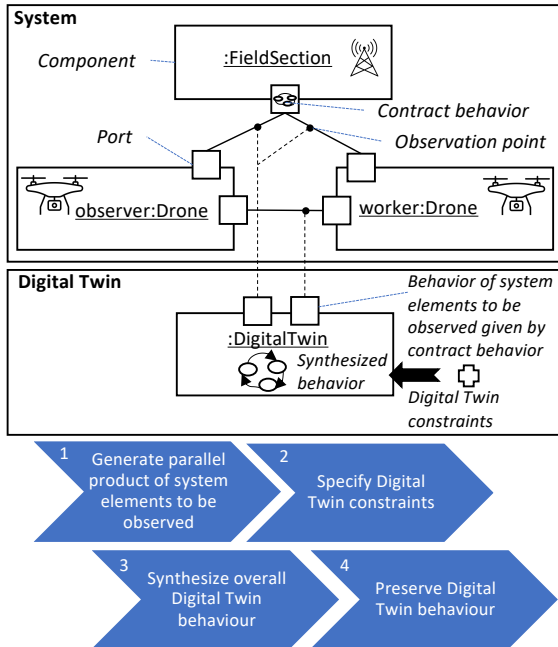 System
Component
:FieldSection
Contract behavior
Port
Observation point
observer:Drone
worker:Drone
Digital Twin
Behavior of system
elements to be
observed given by
contract behavior
:DigitalTwin
Synthesized
behavior
Digital Twin
constraints
1
Generate parallel
product of system
elements to be
observed
2
Specify Digital
Twin constraints
3
Synthesize overall
Digital Twin
behaviour
4
Preserve Digital
Twin behaviour